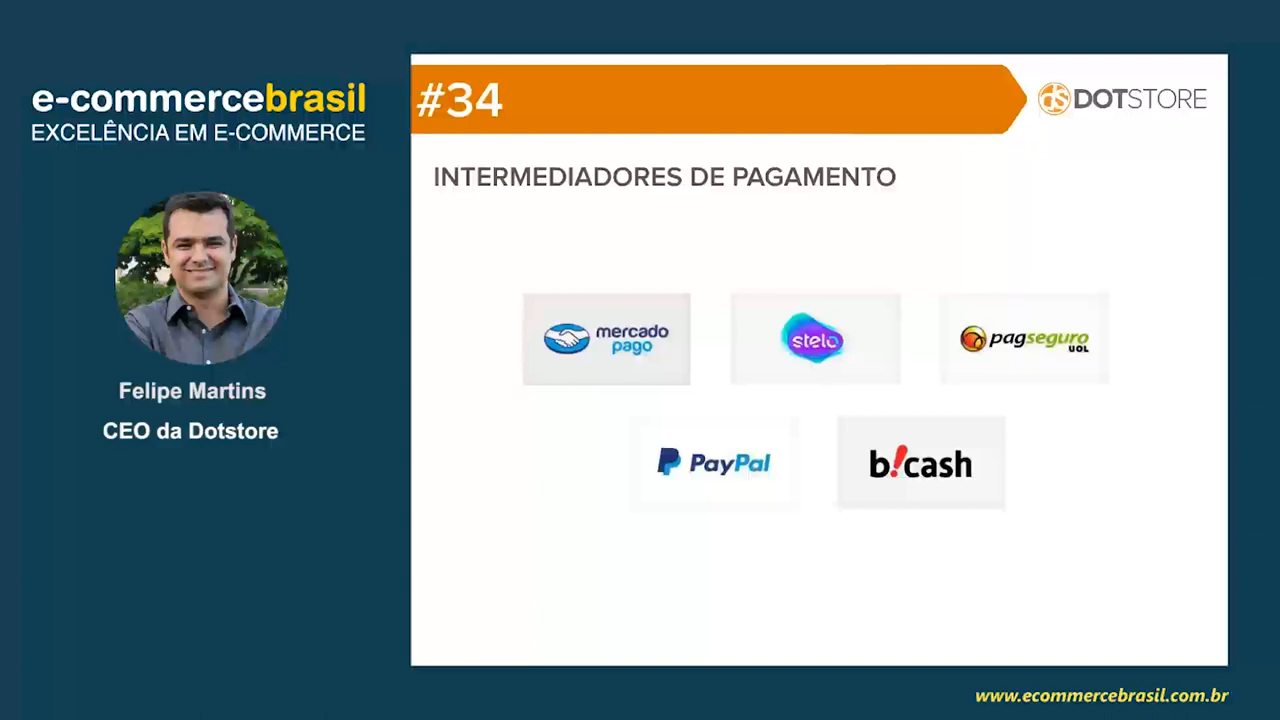 e-commercebrasil
EXCELÊNCIA EM E-COMMERCE
Felipe Martins
CEO da Dotstore
#34
DS DOTSTORE
INTERMEDIADORES DE PAGAMENTO
mercado
pago
stelo
pagseguro
UOL
PayPal
b!cash
www.ecommercebrasil.com.br